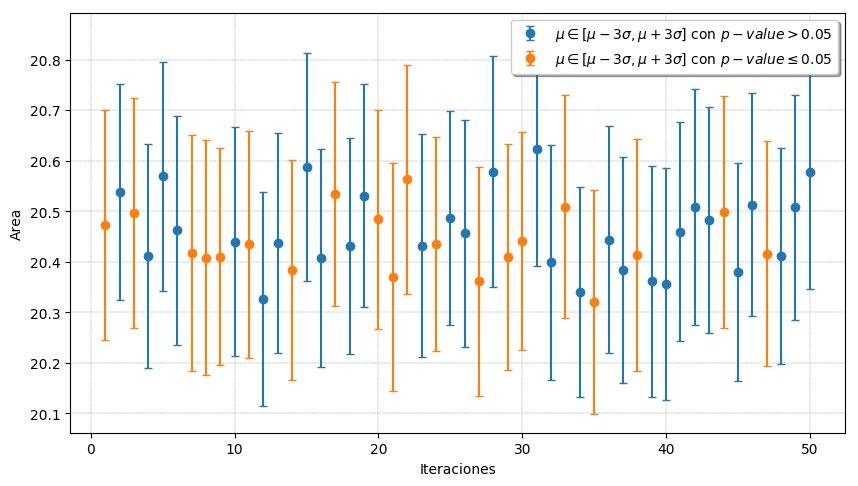 μ ∈ [μ − 3σ, μ + 3σ] con p − value > 0.05
μ ∈ [μ − 3σ, μ + 3σ] con p − value ≤ 0.05
20.8
20.7
20.6
20.5
20.4
20.3
20.2
20.1
Area
0 10 20 30 40 50
Iteraciones